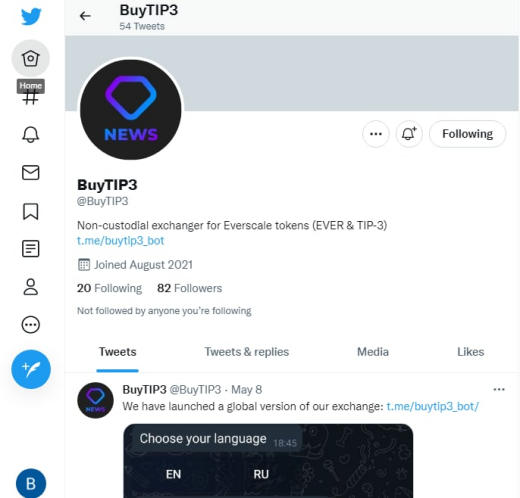 BuyTIP3
54 Tweets
Home
NEWS
Following
BuyTIP3
@BuyTIP3
Non-custodial exchanger for Everscale tokens (EVER & TIP-3)
t.me/buytip3_bot
Joined August 2021
20 Following 82 Followers
Not followed by anyone you're following
Tweets Tweets & replies Media Likes
BuyTIP3 @BuyTIP3 · May 8
We have launched a global version of our exchange: t.me/buytip3_bot/
NEWS
Choose your language 18:45
EN RU
B